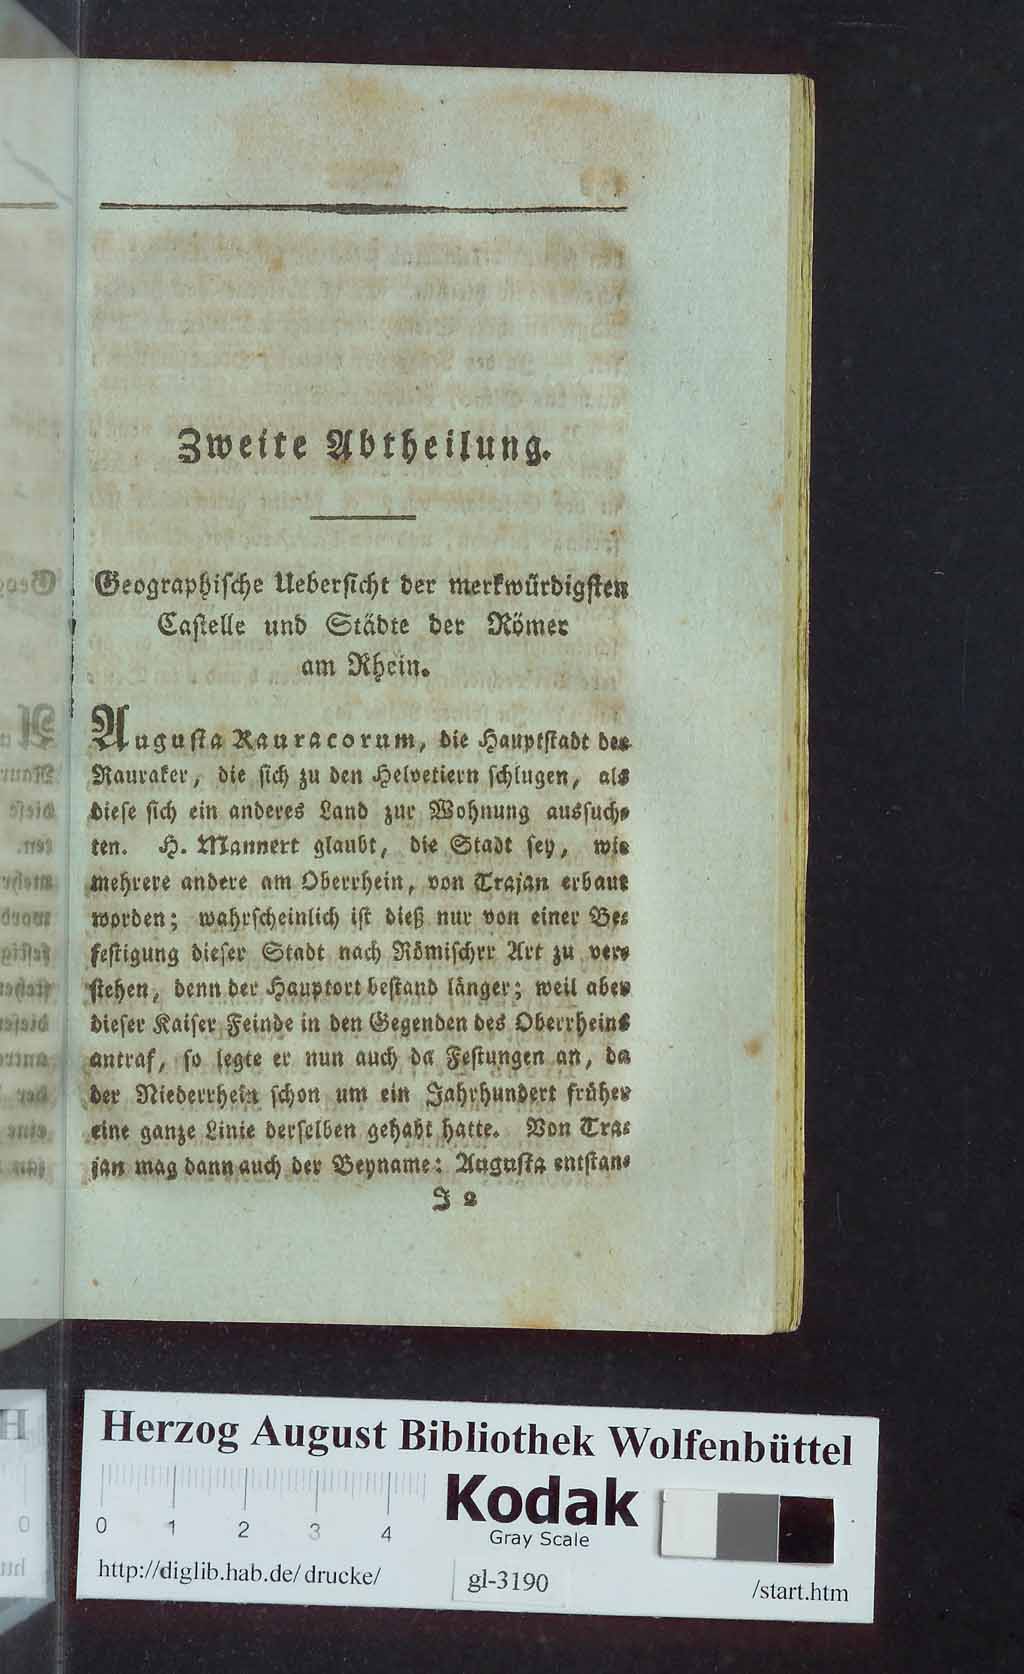 Zweite Abtheilung.
Geographische Uebersicht der merkwürdigsten
Castelle und Städte der Römer
am Rhein.
Augusta Rauracorum, die Hauptstadt der
Rauraker, die sich zu den Helvetiern schlugen, als
diese sich ein anderes Land zur Wohnung aussuch-
ten. H. Mannert glaubt, die Stadt sey, wie
mehrere andere am Oberrhein, von Trajan erbaut
worden; wahrscheinlich ist dieß nur von einer Be-
festigung dieser Stadt nach Römischrr Art zu ver-
stehen, denn der Hauptort bestand länger; weil aber
dieser Kaiser Feinde in den Gegenden des Oberrheins
antraf, so legte er nun auch da Festungen an, da
der Niederrhein schon um ein Jahrhundert früher
eine ganze Linie derselben gehabt hatte. Von Tra-
jan mag dann auch der Beyname: Augusta entstan-
J 2
Herzog August Bibliothek Wolfenbüttel
Kodak
Gray Scale
0 1 2 3 4
http://diglib.hab.de/drucke/
gl-3190
/start.htm